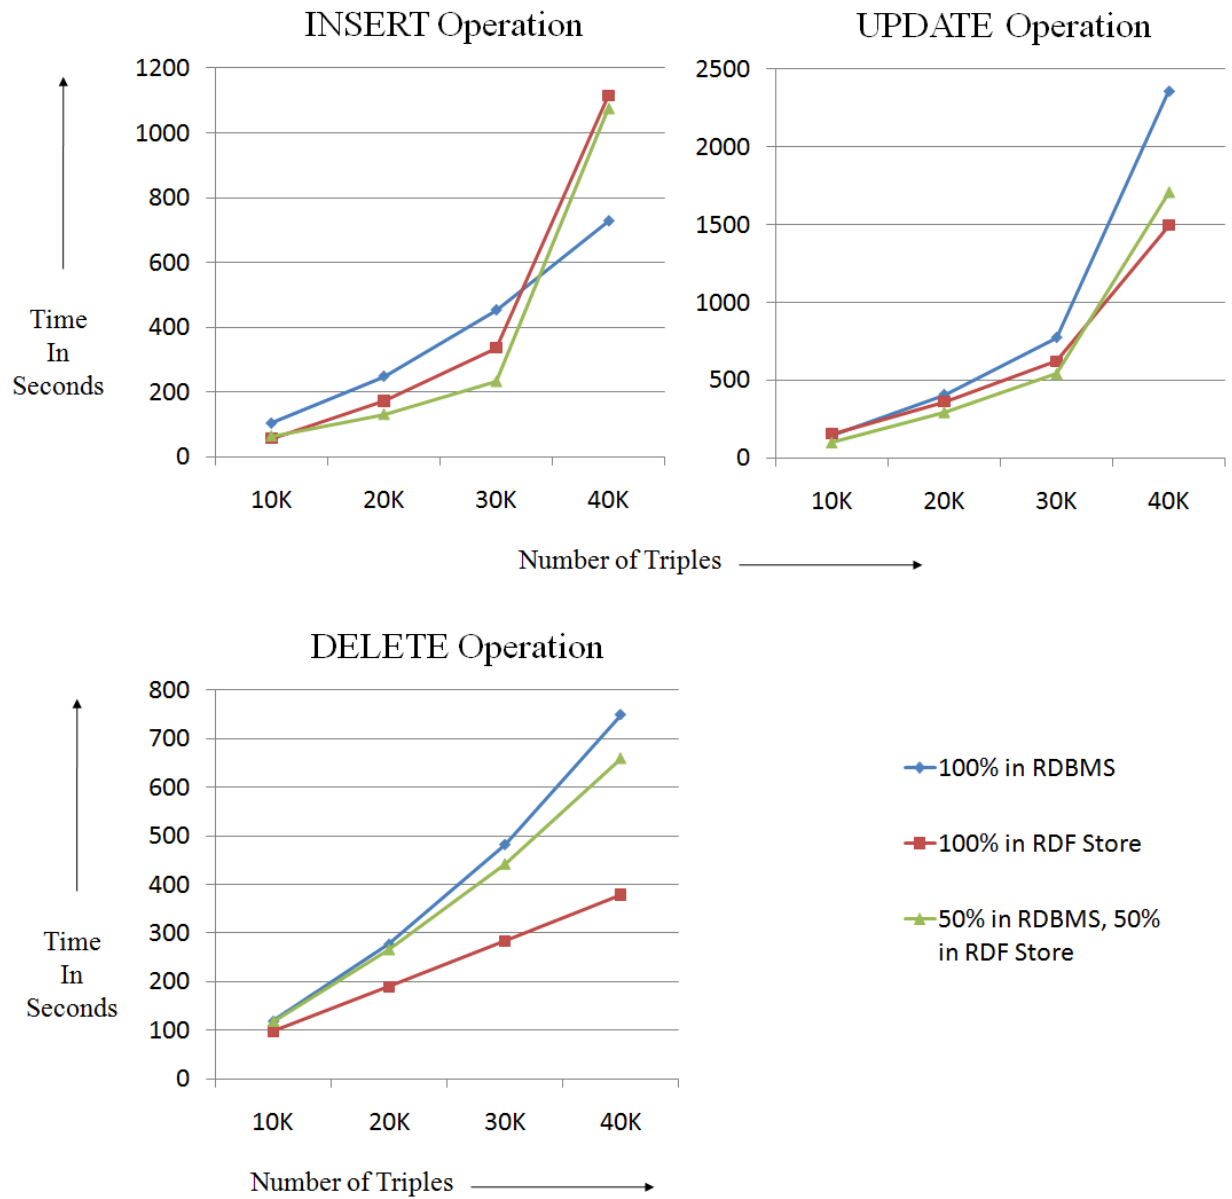 INSERT Operation
UPDATE Operation
1200
1000
800
600
400
200
0
10K 20K 30K 40K
2500
2000
1500
1000
500
0
10K 20K 30K 40K
Time
In
Seconds
Number of Triples
DELETE Operation
800
700
600
500
400
300
200
100
0
10K 20K 30K 40K
Time
In
Seconds
Number of Triples
100% in RDBMS
100% in RDF Store
50% in RDBMS, 50%
in RDF Store